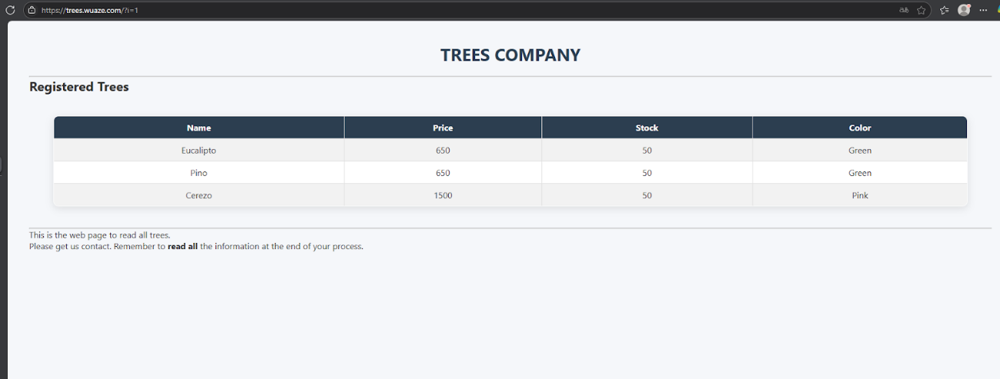 https://trees.wuaze.com/?i=1
TREES COMPANY
Registered Trees
Name Price Stock Color
Eucalipto 650 50 Green
Pino 650 50 Green
Cerezo 1500 50 Pink
This is the web page to read all trees.
Please get us contact. Remember to read all the information at the end of your process.